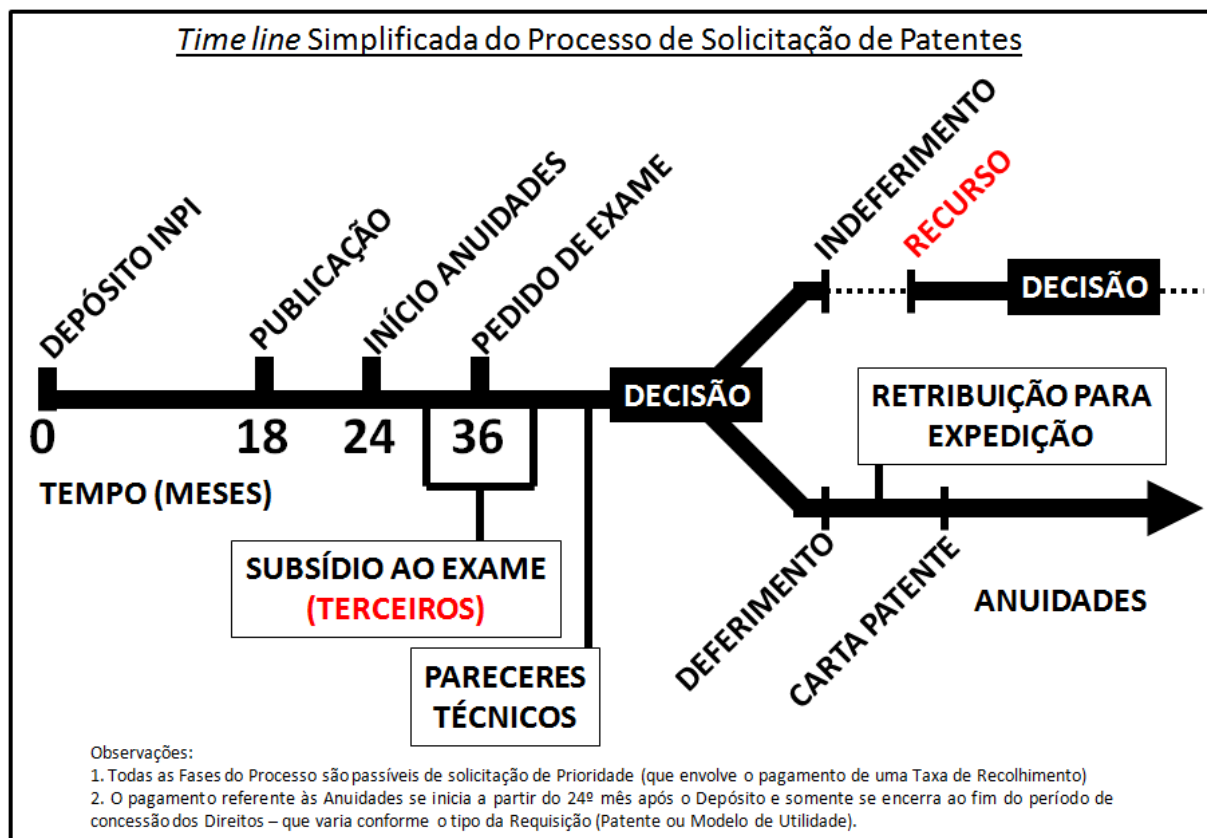 Time line Simplificada do Processo de Solicitação de Patentes
DEPÓSITO INPI
PUBLICAÇÃO
INÍCIO ANUIDADES
PEDIDO DE EXAME
INDEFERIMENTO
RECURSO
DECISÃO
DECISÃO
0
18
24
36
TEMPO (MESES)
RETRIBUIÇÃO PARA
EXPEDIÇÃO
SUBSÍDIO AO EXAME
(TERCEIROS)
PARECERES
TÉCNICOS
DEFERIMENTO
CARTA PATENTE
ANUIDADES
Observações:
1. Todas as Fases do Processo são passíveis de solicitação de Prioridade (que envolve o pagamento de uma Taxa de Recolhimento)
2. O pagamento referente às Anuidades se inicia a partir do 24º mês após o Depósito e somente se encerra ao fim do período de
concessão dos Direitos – que varia conforme o tipo da Requisição (Patente ou Modelo de Utilidade).